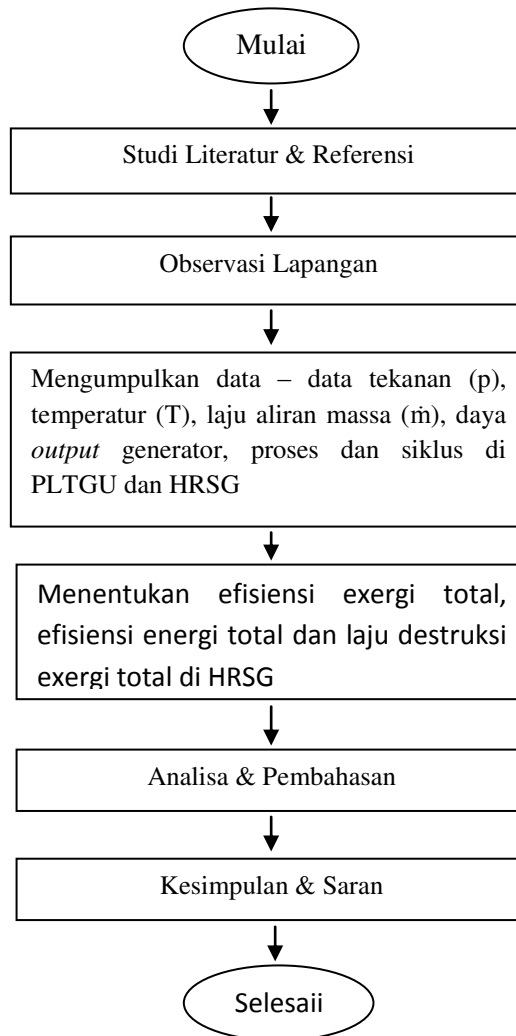 Mulai
Studi Literatur & Referensi
Observasi Lapangan
Mengumpulkan data – data tekanan (p),
temperatur (T), laju aliran massa (ṁ), daya
output generator, proses dan siklus di
PLTGU dan HRSG
Menentukan efisiensi exergi total,
efisiensi energi total dan laju destruksi
exergi total di HRSG
Analisa & Pembahasan
Kesimpulan & Saran
Selesaii